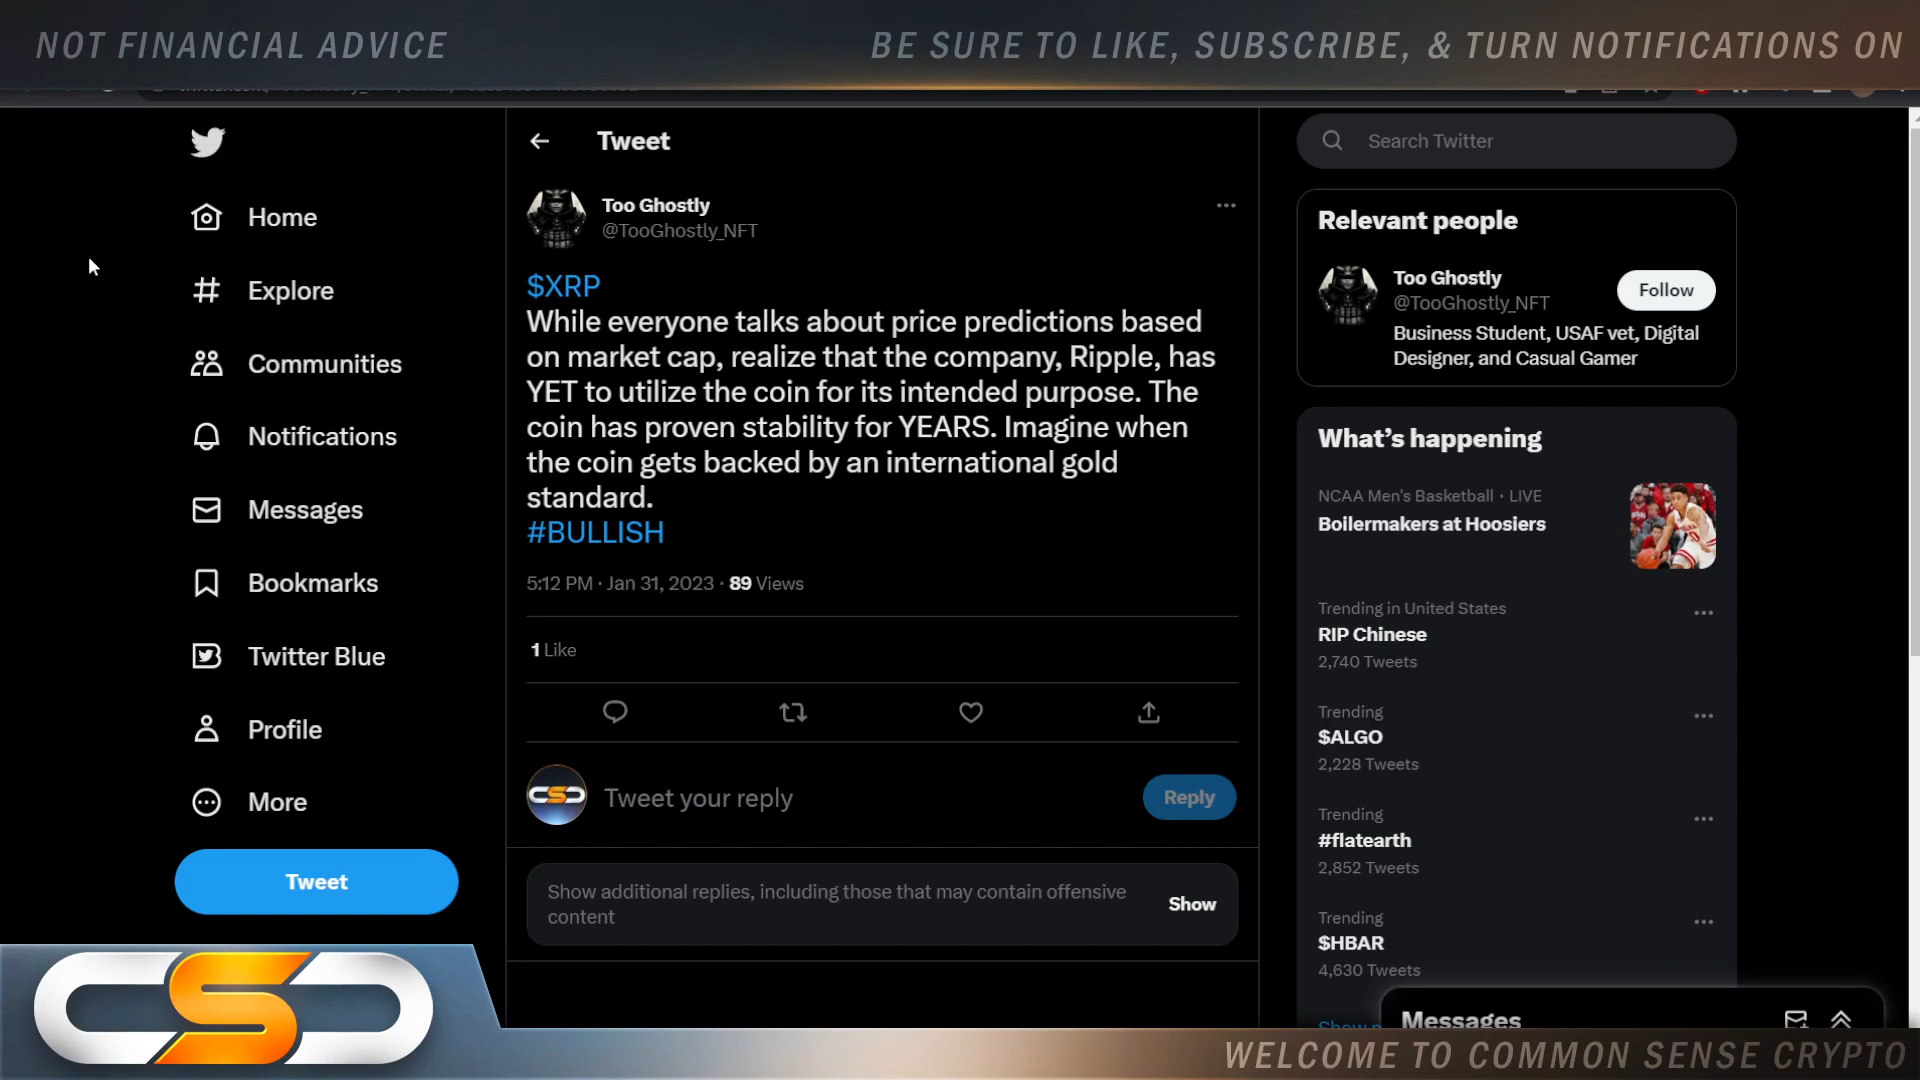 NOT FINANCIAL ADVICE
BE SURE TO LIKE, SUBSCRIBE, & TURN NOTIFICATIONS ON
Home
Explore
Communities
Notifications
Messages
Bookmarks
Twitter Blue
Profile
More
Tweet
Tweet
Too Ghostly
@TooGhostly_NFT
$XRP
While everyone talks about price predictions based
on market cap, realize that the company, Ripple, has
YET to utilize the coin for its intended purpose. The
coin has proven stability for YEARS. Imagine when
the coin gets backed by an international gold
standard.
#BULLISH
5:12 PM · Jan 31, 2023 · 89 Views
1 Like
CSC
Tweet your reply
Reply
Show additional replies, including those that may contain offensive
content
Show
Search Twitter
Relevant people
Too Ghostly
@TooGhostly_NFT
Follow
Business Student, USAF vet, Digital
Designer, and Casual Gamer
What's happening
NCAA Men's Basketball · LIVE
Boilermakers at Hoosiers
Trending in United States
RIP Chinese
2,740 Tweets
Trending
$ALGO
2,228 Tweets
Trending
#flatearth
2,852 Tweets
Trending
$HBAR
4,630 Tweets
Messages
CSC
WELCOME TO COMMON SENSE CRYPTO